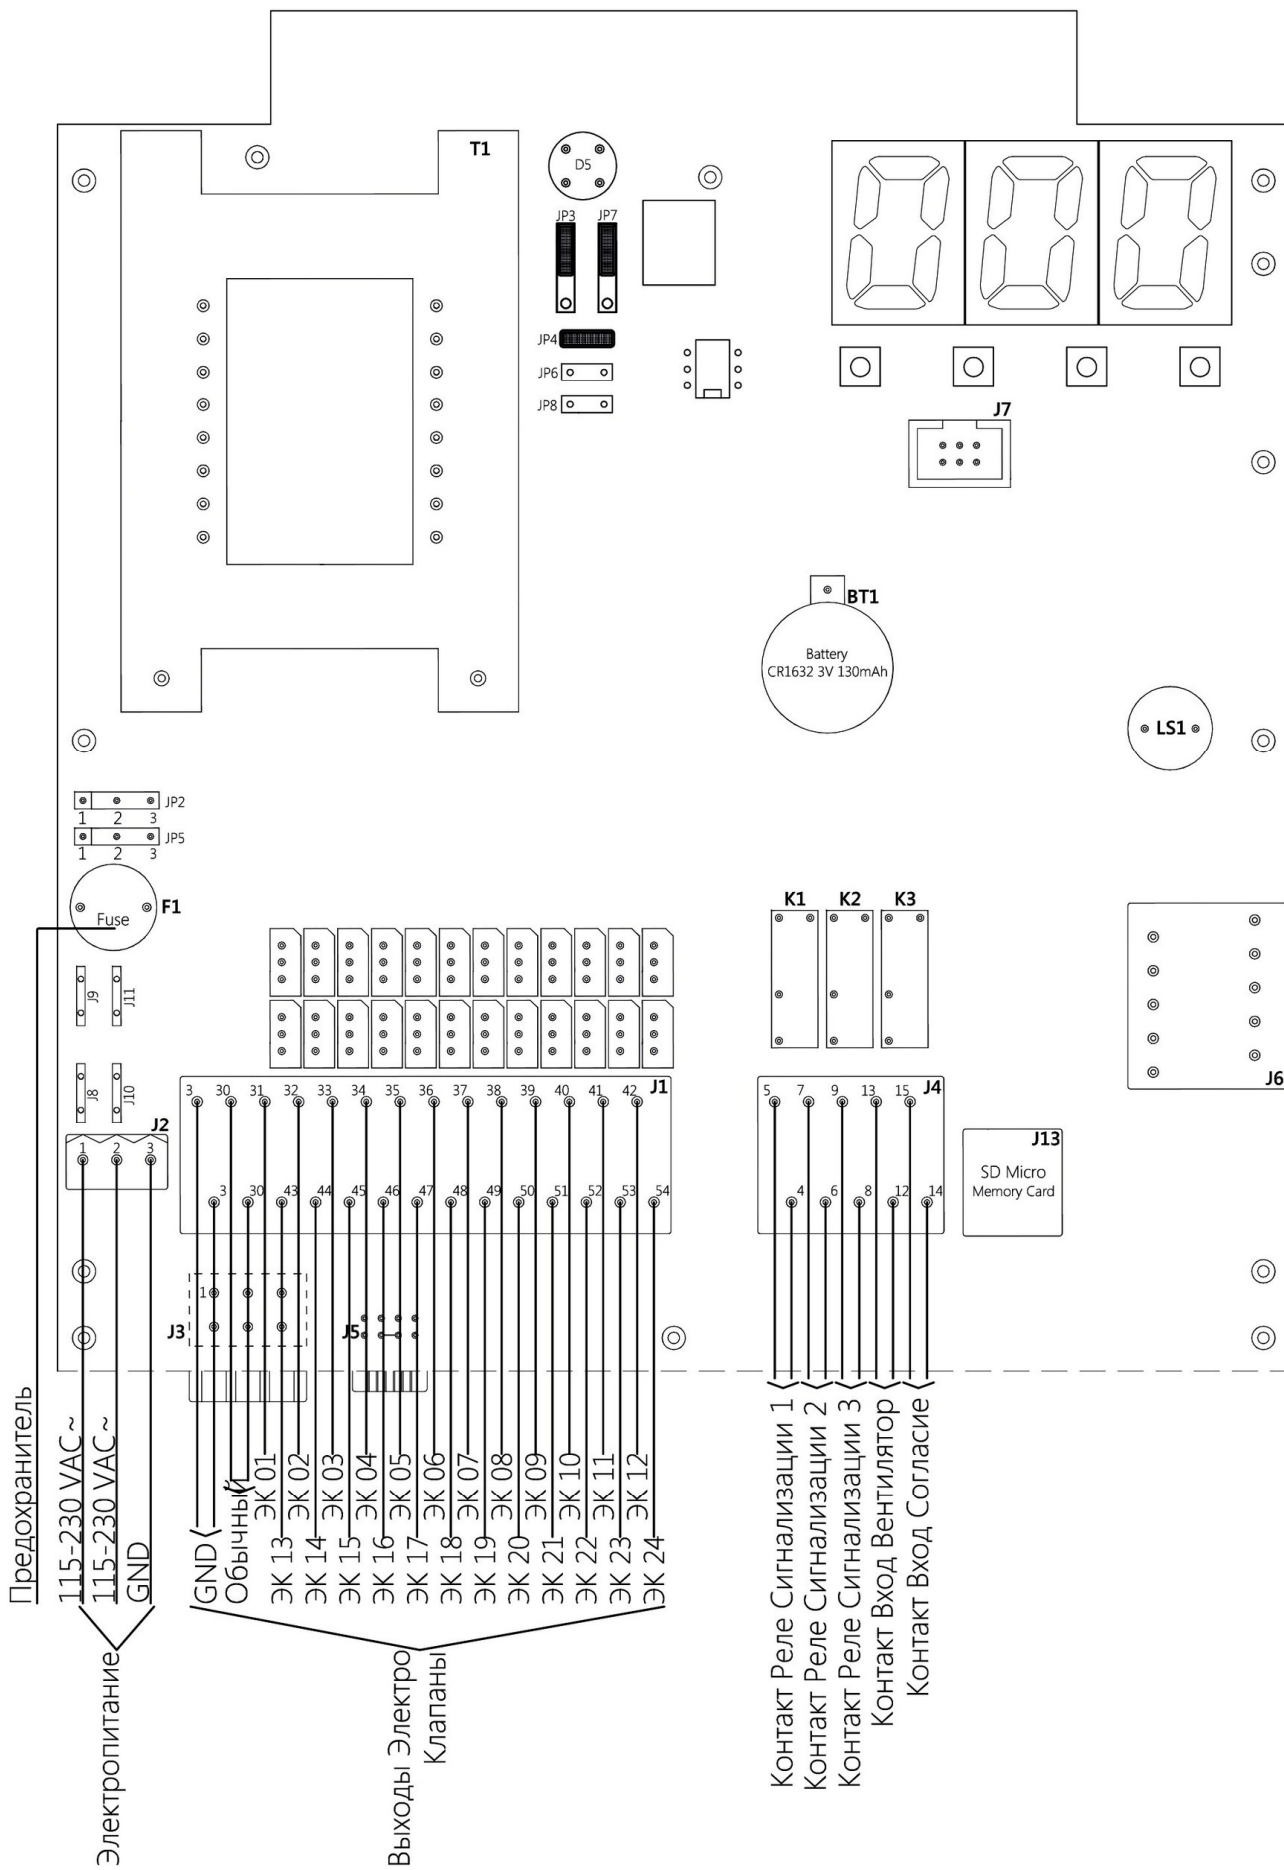 T1
D5
JP3 JP7
JP4
JP6
JP8
J7
BT1
Battery
CR1632 3V 130mAh
LS1
JP2
1 2 3
JP5
1 2 3
F1
Fuse
K1 K2 K3
J9 J11
J8 J10
J6
J2
1 2 3
J1
3 30 31 32 33 34 35 36 37 38 39 40 41 42
3 30 43 44 45 46 47 48 49 50 51 52 53 54
J4
5 7 9 13 15
4 6 8 12 14
J13
SD Micro
Memory Card
1
J3
J5
Предохранитель
115-230 VAC~
115-230 VAC~
GND
Электропитание
GND
Обычный
ЭК 01
ЭК 02
ЭК 03
ЭК 04
ЭК 05
ЭК 06
ЭК 07
ЭК 08
ЭК 09
ЭК 10
ЭК 11
ЭК 12
ЭК 13
ЭК 14
ЭК 15
ЭК 16
ЭК 17
ЭК 18
ЭК 19
ЭК 20
ЭК 21
ЭК 22
ЭК 23
ЭК 24
Выходы Электро
Клапаны
Контакт Реле Сигнализации 1
Контакт Реле Сигнализации 2
Контакт Реле Сигнализации 3
Контакт Вход Вентилятор
Контакт Вход Согласие